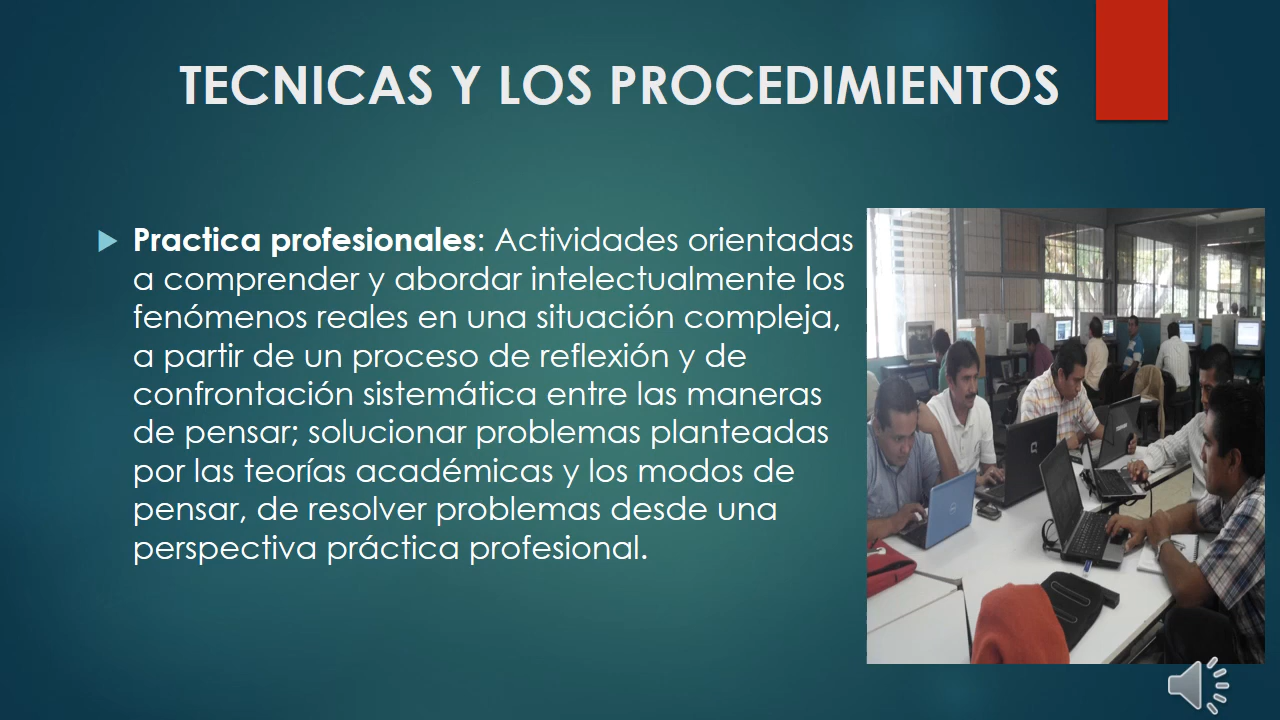 TECNICAS Y LOS PROCEDIMIENTOS
Practica profesionales: Actividades orientadas
a comprender y abordar intelectualmente los
fenómenos reales en una situación compleja,
a partir de un proceso de reflexión y de
confrontación sistemática entre las maneras
de pensar; solucionar problemas planteadas
por las teorías académicas y los modos de
pensar, de resolver problemas desde una
perspectiva práctica profesional.